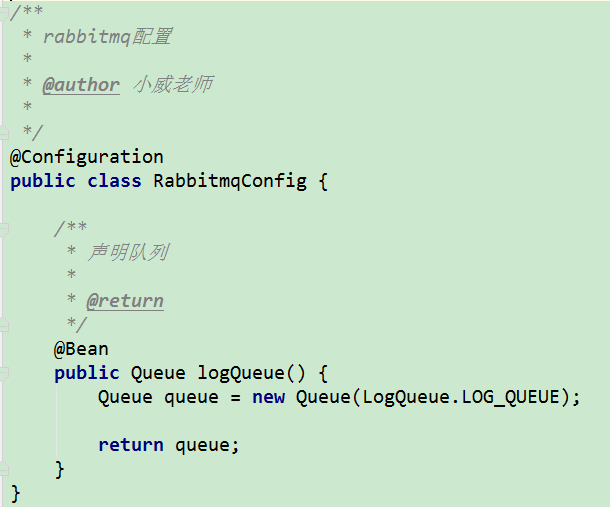 /**
 * rabbitmq配置
 *
 * @author 小威老师
 *
 */
@Configuration
public class RabbitmqConfig {
    /**
     * 声明队列
     *
     * @return
     */
    @Bean
    public Queue logQueue() {
        Queue queue = new Queue(LogQueue.LOG_QUEUE);
        return queue;
    }
}